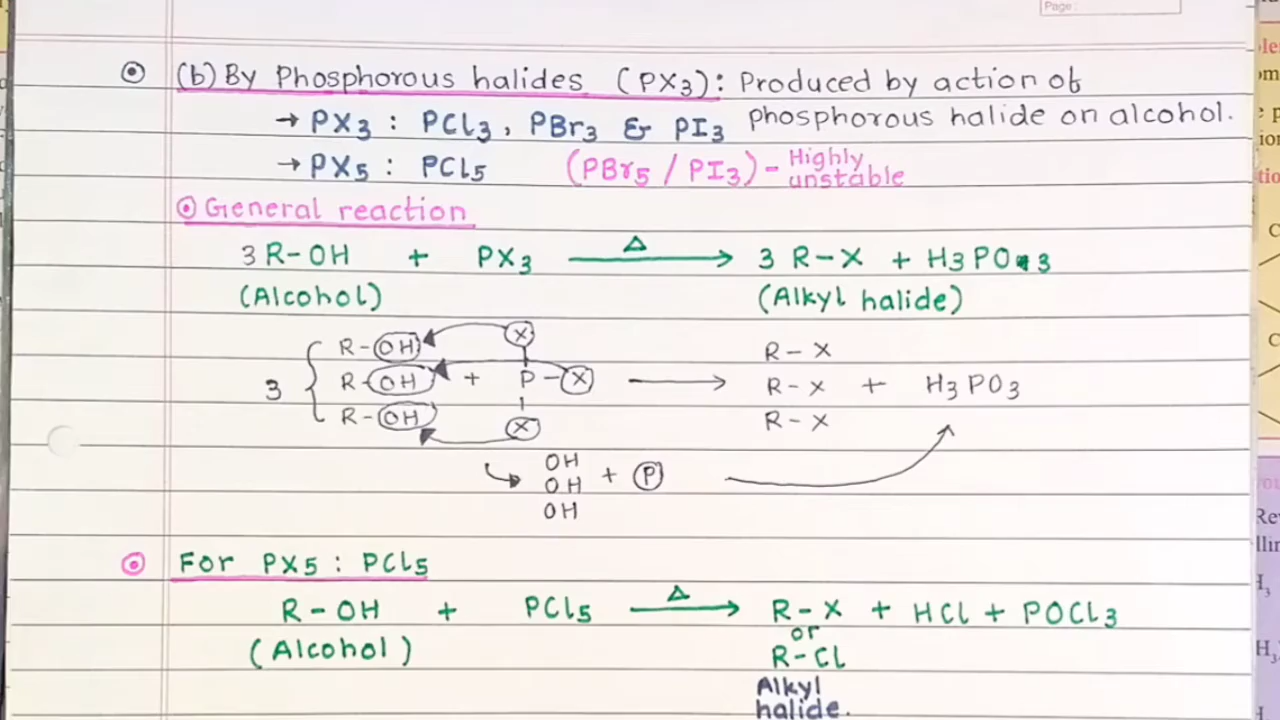 Page:
(b) By Phosphorous halides (PX3): Produced by action of
→ PX3 : PCl3, PBr3 & PI3 phosphorous halide on alcohol.
→ PX5 : PCl5 (PBr5 / PI3) - Highly unstable
General reaction
3 R-OH + PX3 Δ→ 3 R-X + H3PO3
(Alcohol) (Alkyl halide)
R-OH X R-X
3 { R-OH + P-X → R-X + H3PO3
R-OH X R-X
OH
OH + P
OH
For PX5 : PCl5
R-OH + PCl5 Δ→ R-X + HCl + POCl3
or
(Alcohol) R-Cl
Alkyl
halide.